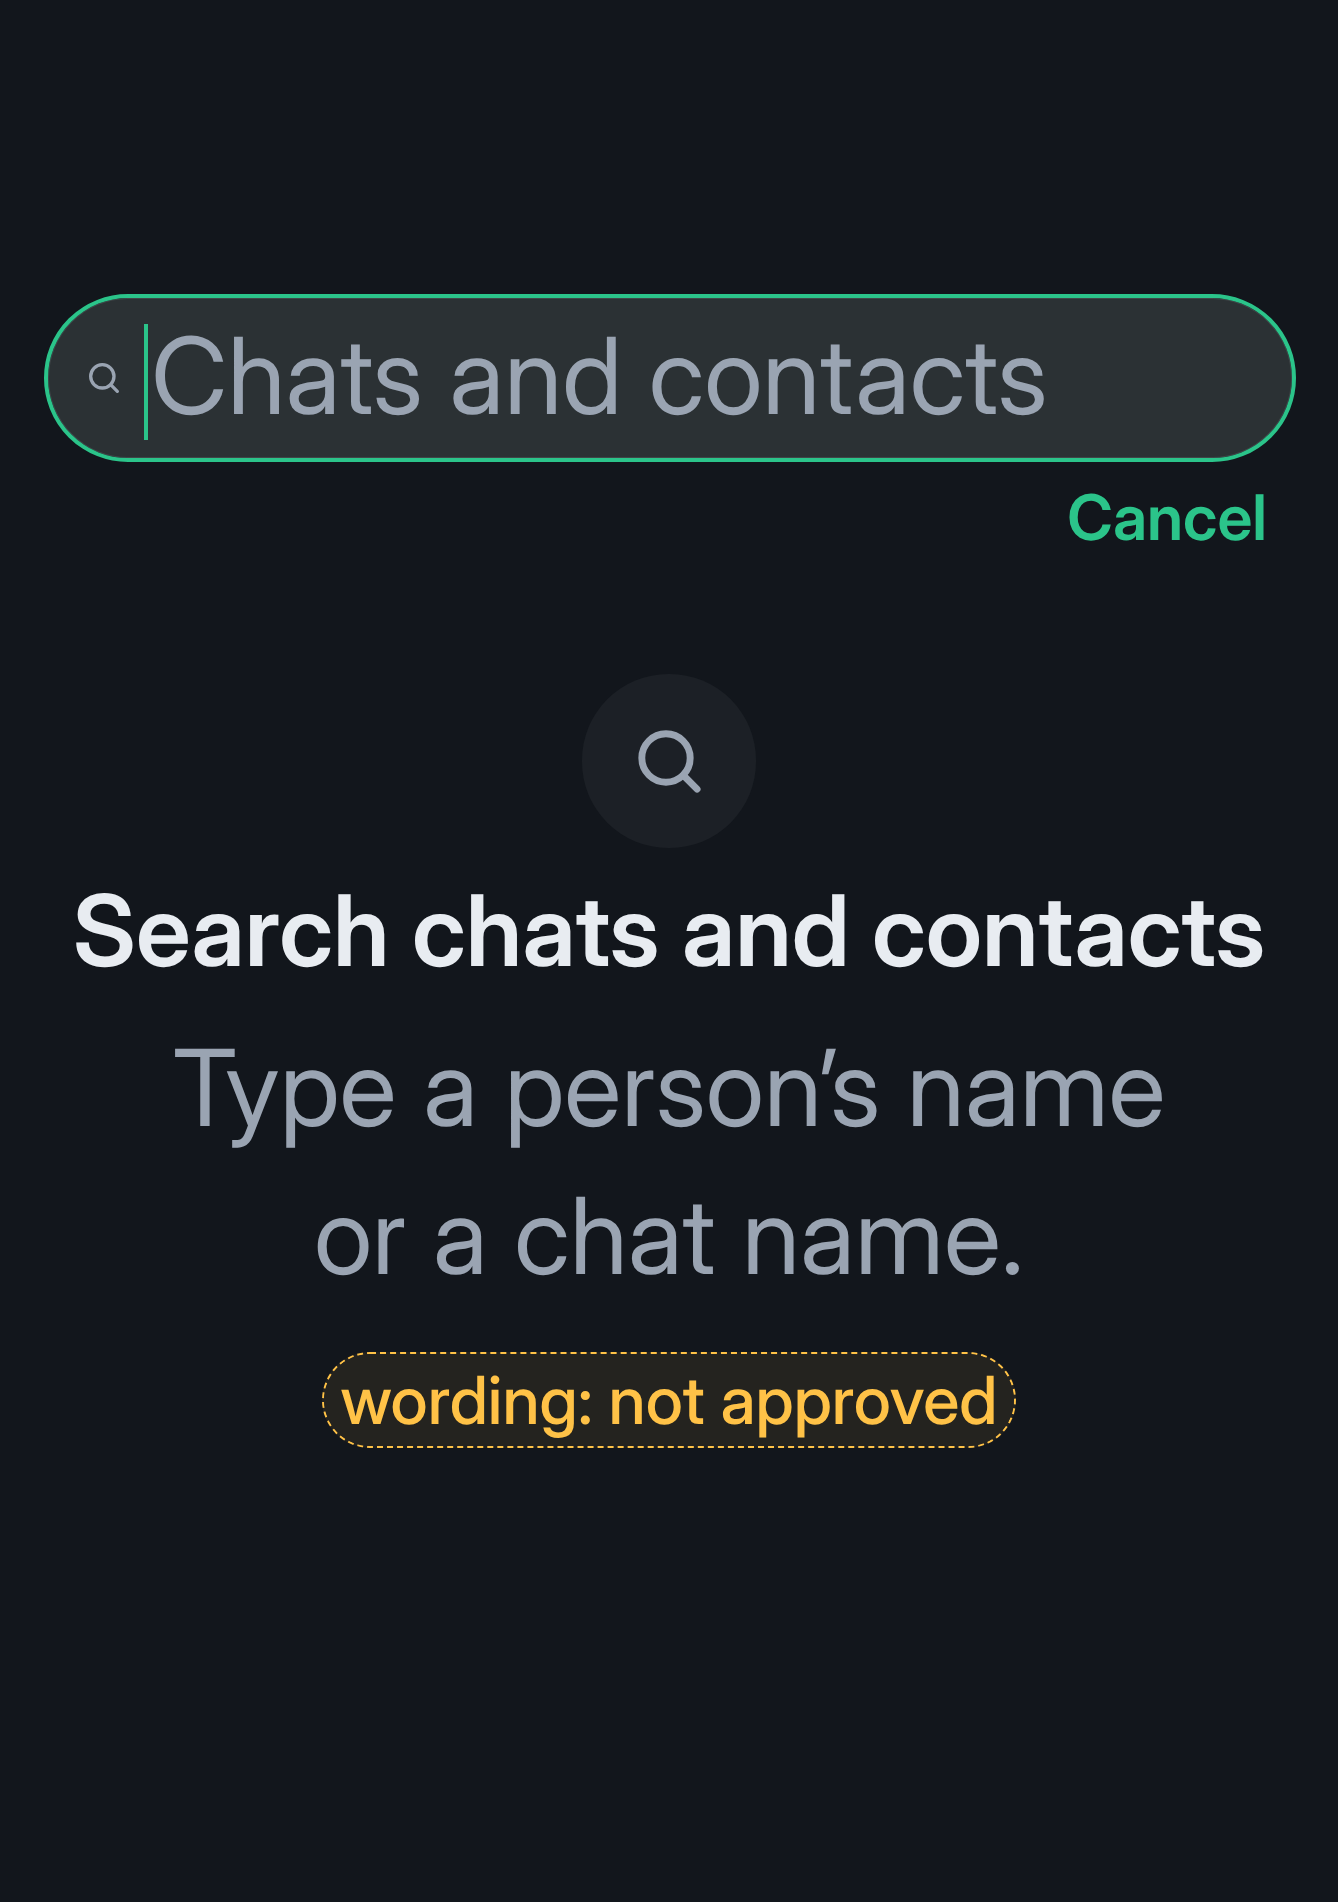 Chats and contacts
Cancel
Search chats and contacts
Type a person’s name
or a chat name.
wording: not approved